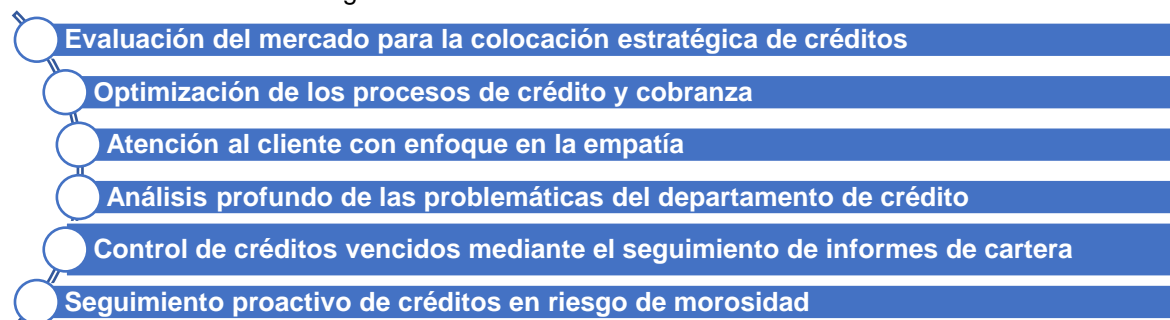 Evaluación del mercado para la colocación estratégica de créditos
Optimización de los procesos de crédito y cobranza
Atención al cliente con enfoque en la empatía
Análisis profundo de las problemáticas del departamento de crédito
Control de créditos vencidos mediante el seguimiento de informes de cartera
Seguimiento proactivo de créditos en riesgo de morosidad